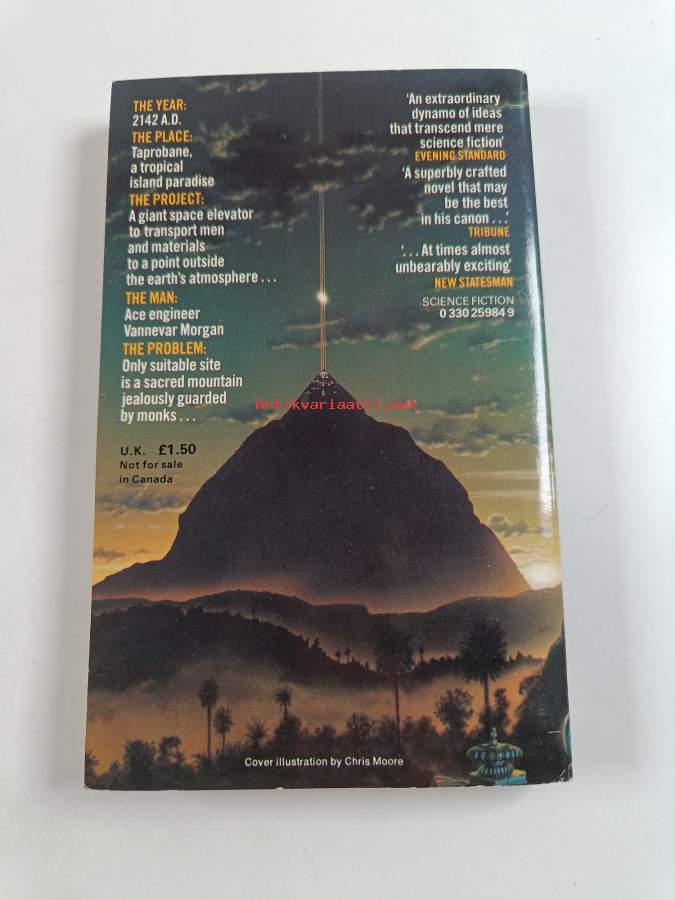 THE YEAR:
2142 A.D.
THE PLACE:
Taprobane,
a tropical
island paradise
THE PROJECT:
A giant space elevator
to transport men
and materials
to a point outside
the earth's atmosphere...
THE MAN:
Ace engineer
Vannevar Morgan
THE PROBLEM:
Only suitable site
is a sacred mountain
jealously guarded
by monks...
U.K. £1.50
Not for sale
in Canada
'An extraordinary
dynamo of ideas
that transcend mere
science fiction'
EVENING STANDARD
'A superbly crafted
novel that may
be the best
in his canon...'
TRIBUNE
'...At times almost
unbearably exciting'
NEW STATESMAN
SCIENCE FICTION
0 330 25984 9
Antikvariaatti.net
Cover illustration by Chris Moore